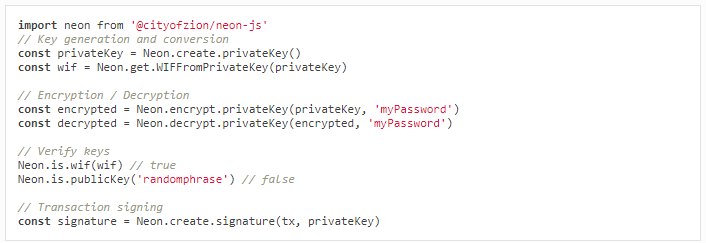 import neon from '@cityofzion/neon-js'
// Key generation and conversion
const privateKey = Neon.create.privateKey()
const wif = Neon.get.WIFFromPrivateKey(privateKey)
// Encryption / Decryption
const encrypted = Neon.encrypt.privateKey(privateKey, 'myPassword')
const decrypted = Neon.decrypt.privateKey(encrypted, 'myPassword')
// Verify keys
Neon.is.wif(wif) // true
Neon.is.publicKey('randomphrase') // false
// Transaction signing
const signature = Neon.create.signature(tx, privateKey)